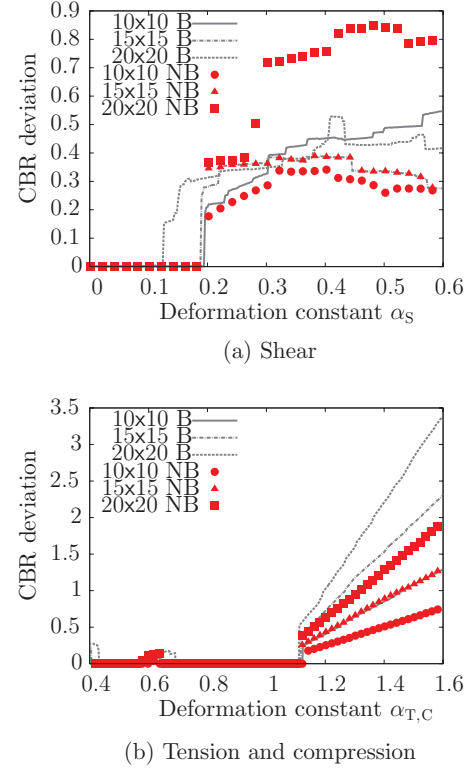 0.9
0.8
0.7
0.6
0.5
0.4
0.3
0.2
0.1
0
CBR deviation
10x10 B
15x15 B
20x20 B
10x10 NB
15x15 NB
20x20 NB
0 0.1 0.2 0.3 0.4 0.5 0.6
Deformation constant αS
(a) Shear
3.5
3
2.5
2
1.5
1
0.5
0
CBR deviation
10x10 B
15x15 B
20x20 B
10x10 NB
15x15 NB
20x20 NB
0.4 0.6 0.8 1 1.2 1.4 1.6
Deformation constant αT,C
(b) Tension and compression